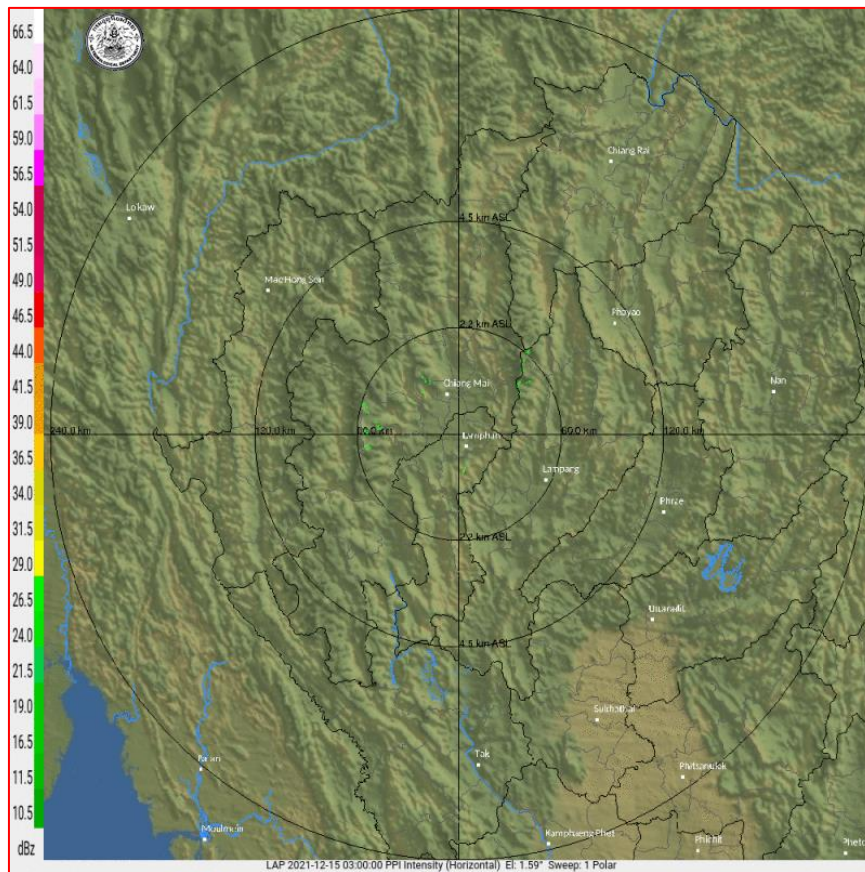 66.5
64.0
61.5
59.0
56.5
54.0
51.5
49.0
46.5
44.0
41.5
39.0
36.5
34.0
31.5
29.0
26.5
24.0
21.5
19.0
16.5
11.5
10.5
dBz
Chiang Rai
Loikaw
4.5 km ASL
Mae Hong Son
Phayao
2.2 km ASL
Chiang Mai
Nan
240.0 km
120.0 km
60.0 km
60.0 km
120.0 km
Lamphun
Lampang
Phrae
2.2 km ASL
Uttaradit
4.5 km ASL
Sukhothai
Tak
Pa'an
Phitsanulok
Moulmein
Kamphaeng Phet
Phichit
Phetc
LAP 2021-12-15 03:00:00 PPI Intensity (Horizontal) El: 1.59° Sweep: 1 Polar